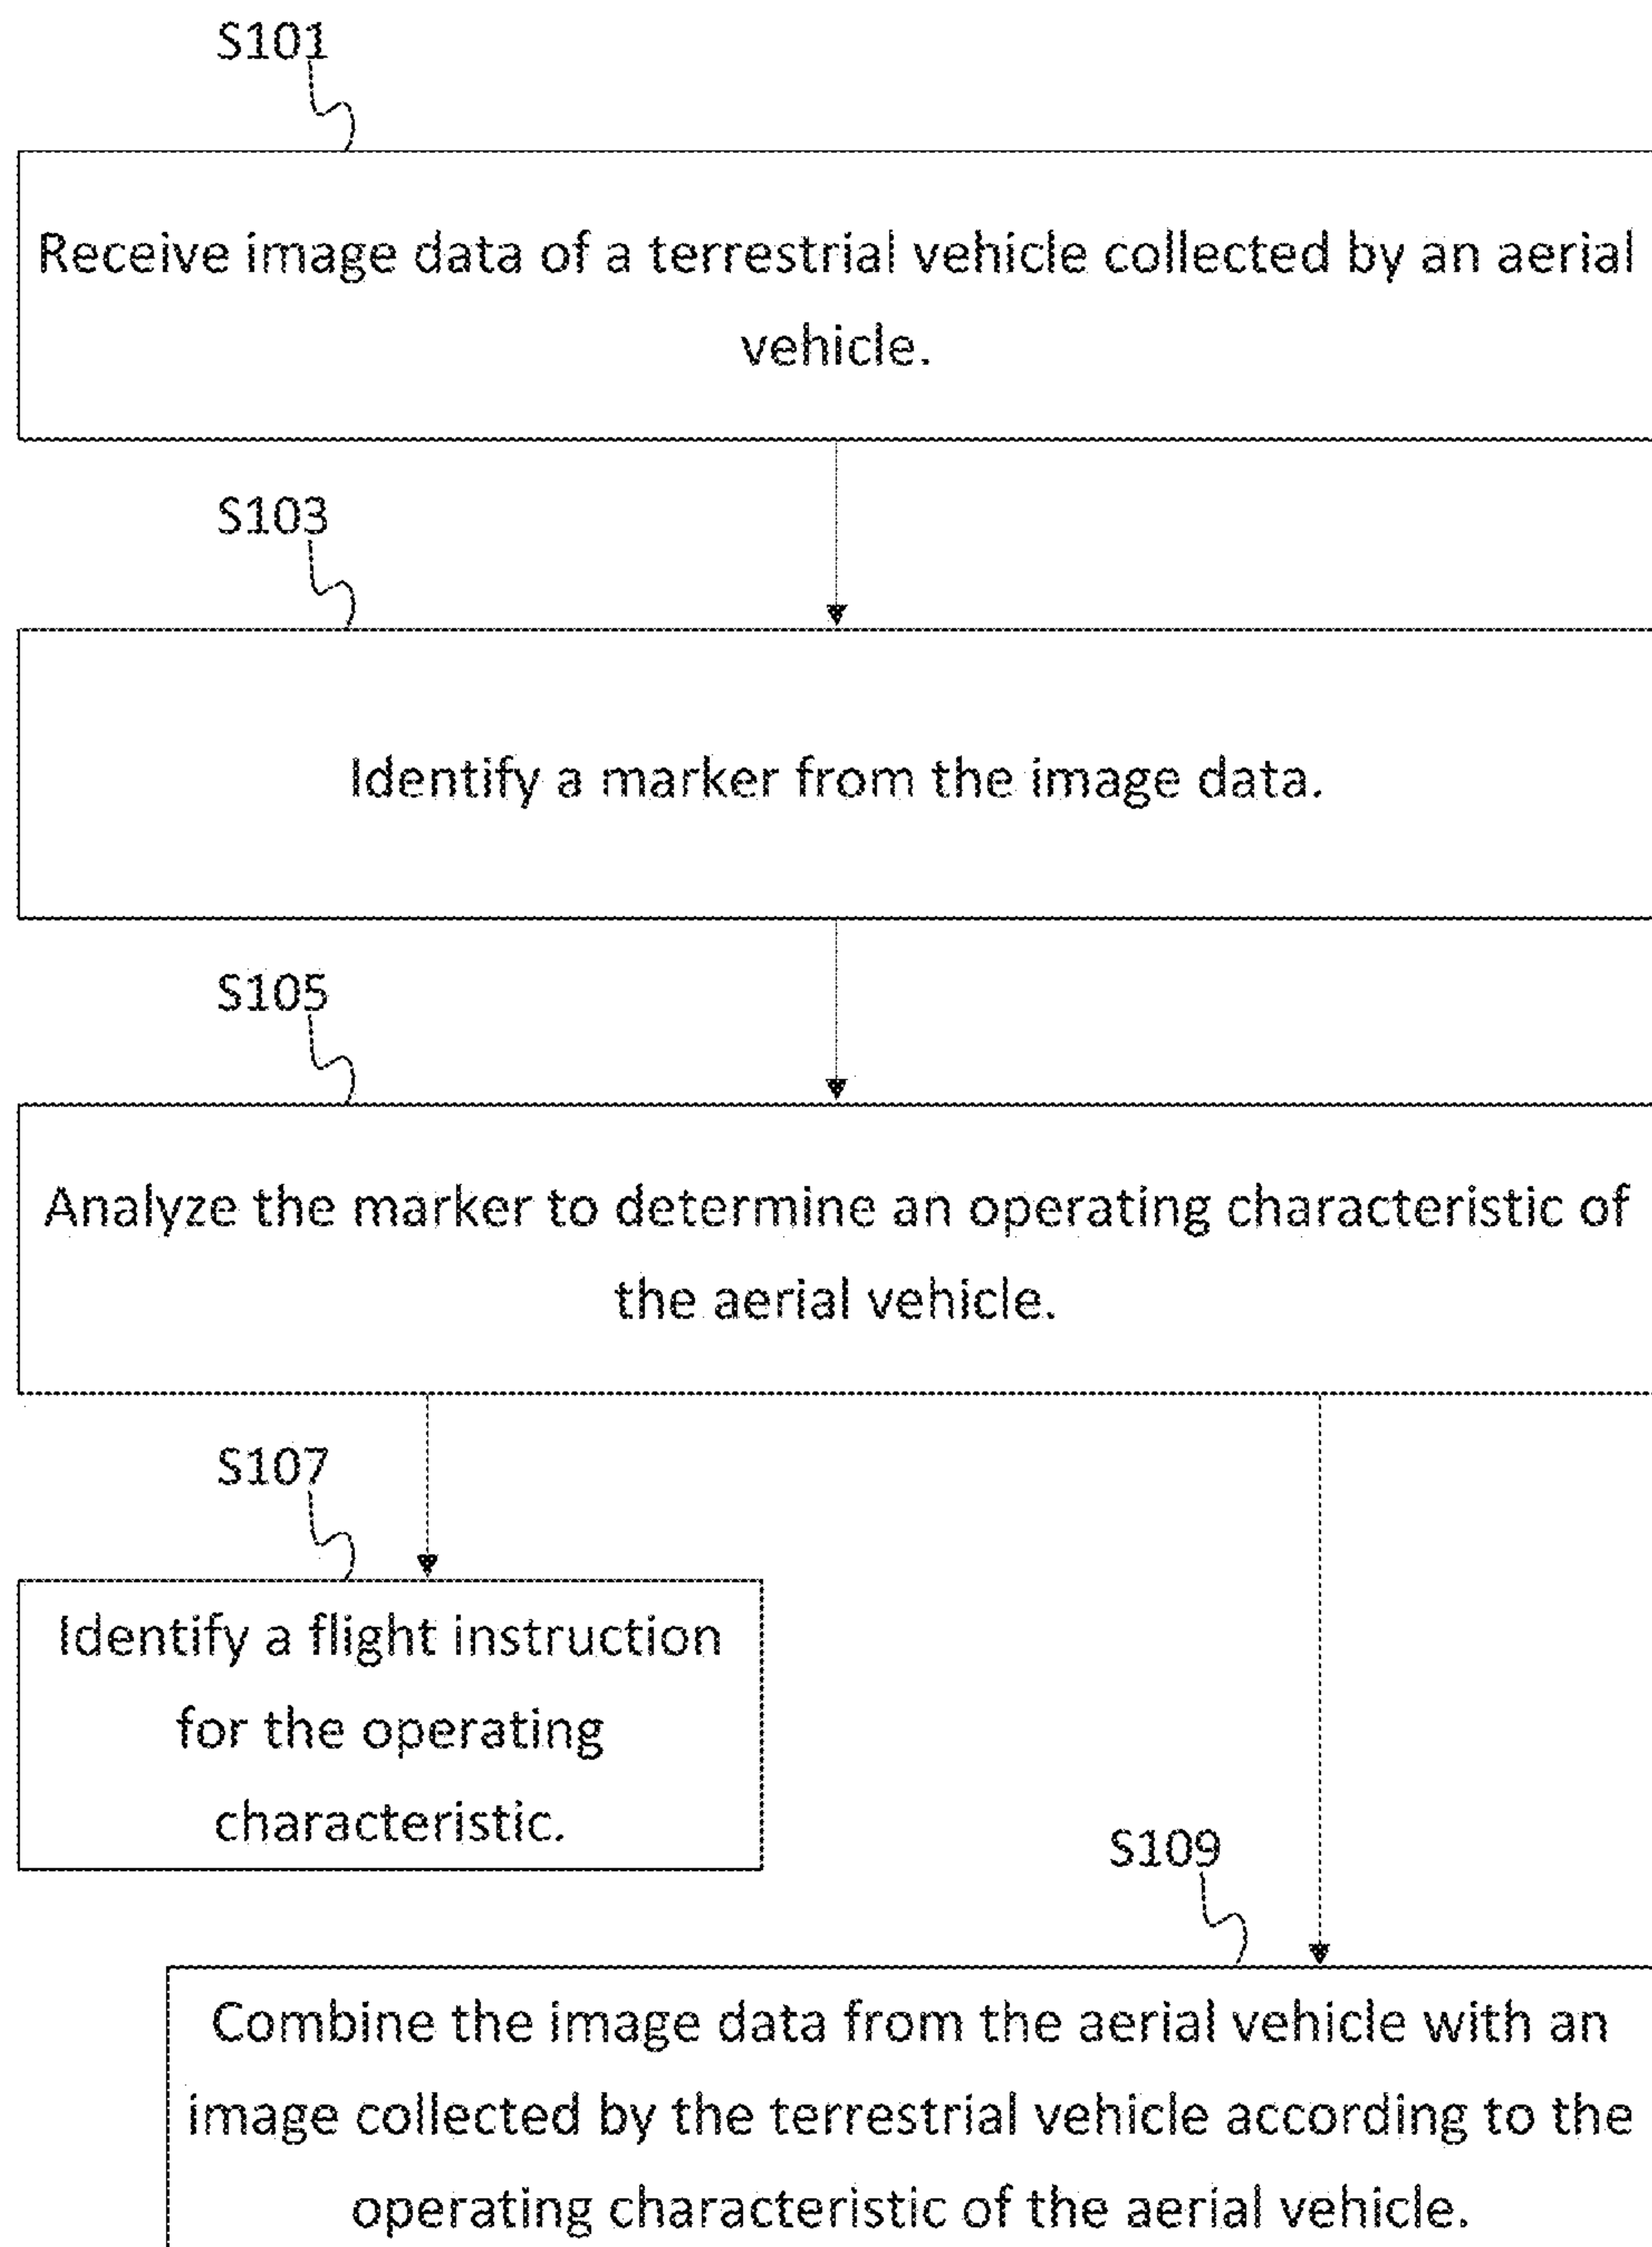 S101
Receive image data of a terrestrial vehicle collected by an aerial
vehicle.
S103
Identify a marker from the image data.
S105
Analyze the marker to determine an operating characteristic of
the aerial vehicle.
S107
Identify a flight instruction
for the operating
characteristic.
S109
Combine the image data from the aerial vehicle with an
image collected by the terrestrial vehicle according to the
operating characteristic of the aerial vehicle.